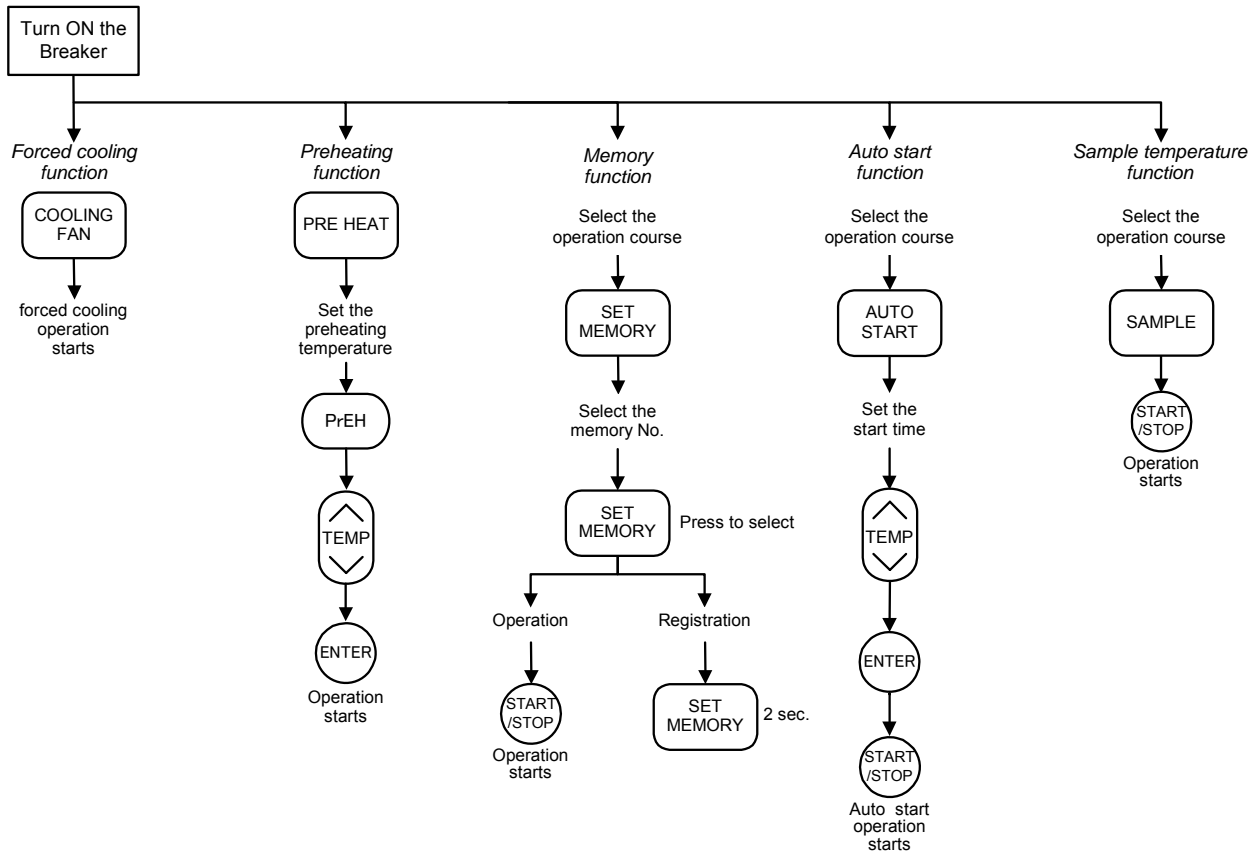 Turn ON the
Breaker
Forced cooling
function
COOLING
FAN
forced cooling
operation
starts
Preheating
function
PRE HEAT
Set the
preheating
temperature
PrEH
TEMP
ENTER
Operation
starts
Memory
function
Select the
operation course
SET
MEMORY
Select the
memory No.
SET
MEMORY
Press to select
Operation
START
/STOP
Operation
starts
Registration
SET
MEMORY
2 sec.
Auto start
function
Select the
operation course
AUTO
START
Set the
start time
TEMP
ENTER
START
/STOP
Auto start
operation
starts
Sample temperature
function
Select the
operation course
SAMPLE
START
/STOP
Operation
starts